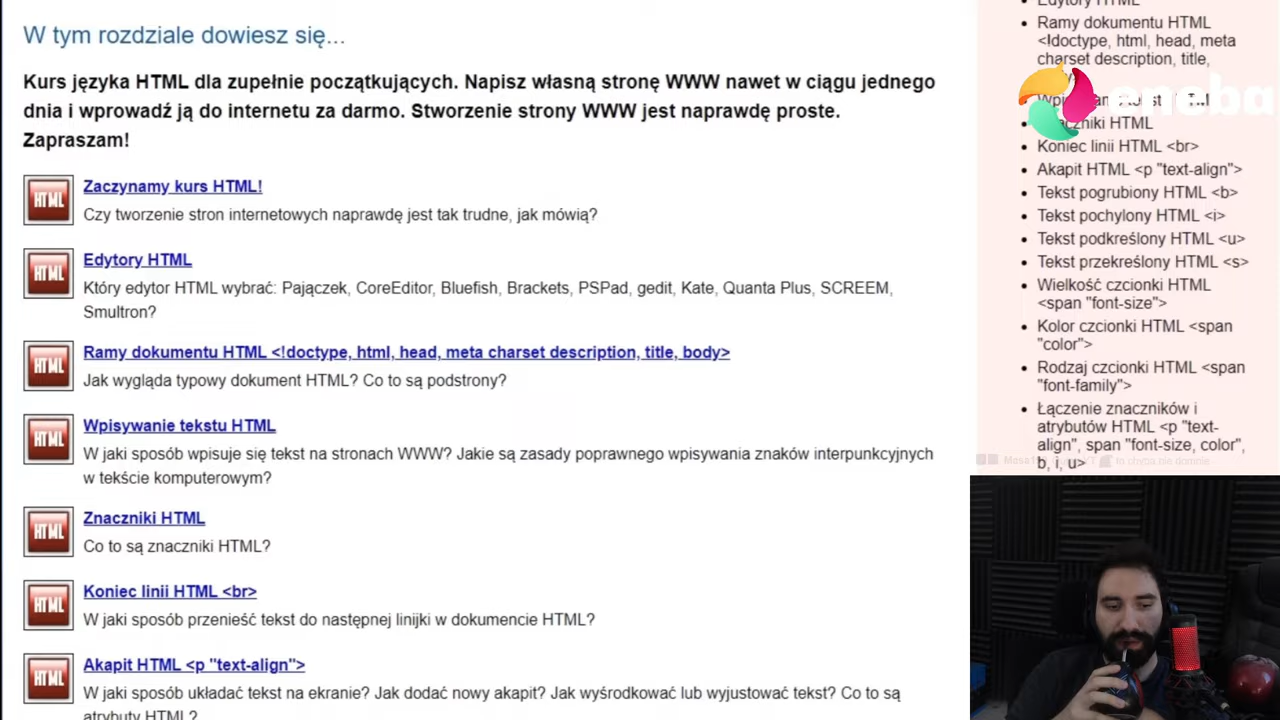 W tym rozdziale dowiesz się...
Kurs języka HTML dla zupełnie początkujących. Napisz własną stronę WWW nawet w ciągu jednego
dnia i wprowadź ją do internetu za darmo. Stworzenie strony WWW jest naprawdę proste.
Zapraszam!
HTML
Zaczynamy kurs HTML!
Czy tworzenie stron internetowych naprawdę jest tak trudne, jak mówią?
HTML
Edytory HTML
Który edytor HTML wybrać: Pajączek, CoreEditor, Bluefish, Brackets, PSPad, gedit, Kate, Quanta Plus, SCREEM,
Smultron?
HTML
Ramy dokumentu HTML <!doctype, html, head, meta charset description, title, body>
Jak wygląda typowy dokument HTML? Co to są podstrony?
HTML
Wpisywanie tekstu HTML
W jaki sposób wpisuje się tekst na stronach WWW? Jakie są zasady poprawnego wpisywania znaków interpunkcyjnych
w tekście komputerowym?
HTML
Znaczniki HTML
Co to są znaczniki HTML?
HTML
Koniec linii HTML <br>
W jaki sposób przenieść tekst do następnej linijki w dokumencie HTML?
HTML
Akapit HTML <p "text-align">
W jaki sposób układać tekst na ekranie? Jak dodać nowy akapit? Jak wyśrodkować lub wyjustować tekst? Co to są
atrybuty HTML?
Edytory HTML
Ramy dokumentu HTML
<!doctype, html, head, meta
charset description, title,
eneba
HTML
Koniec linii HTML <br>
Akapit HTML <p "text-align">
Tekst pogrubiony HTML <b>
Tekst pochylony HTML <i>
Tekst podkreślony HTML <u>
Tekst przekreślony HTML <s>
Wielkość czcionki HTML
<span "font-size">
Kolor czcionki HTML <span
"color">
Rodzaj czcionki HTML <span
"font-family">
Łączenie znaczników i
atrybutów HTML <p "text-
align", span "font-size, color",
b, i, u>